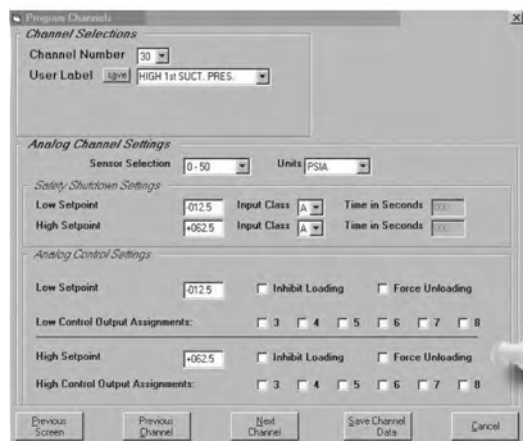 Program Channels
Channel Selections
Channel Number 30
User Label save HIGH 1st SUCT. PRES.
Analog Channel Settings
Sensor Selection 0 - 50 Units PSIA
Safety Shutdown Settings
Low Setpoint -012.5 Input Class A Time in Seconds 000
High Setpoint +062.5 Input Class A Time in Seconds 000
Analog Control Settings
Low Setpoint -012.5 Inhibit Loading Force Unloading
Low Control Output Assignments: 3 4 5 6 7 8
High Setpoint +062.5 Inhibit Loading Force Unloading
High Control Output Assignments: 3 4 5 6 7 8
Previous Screen Previous Channel Next Channel Save Channel Data Cancel